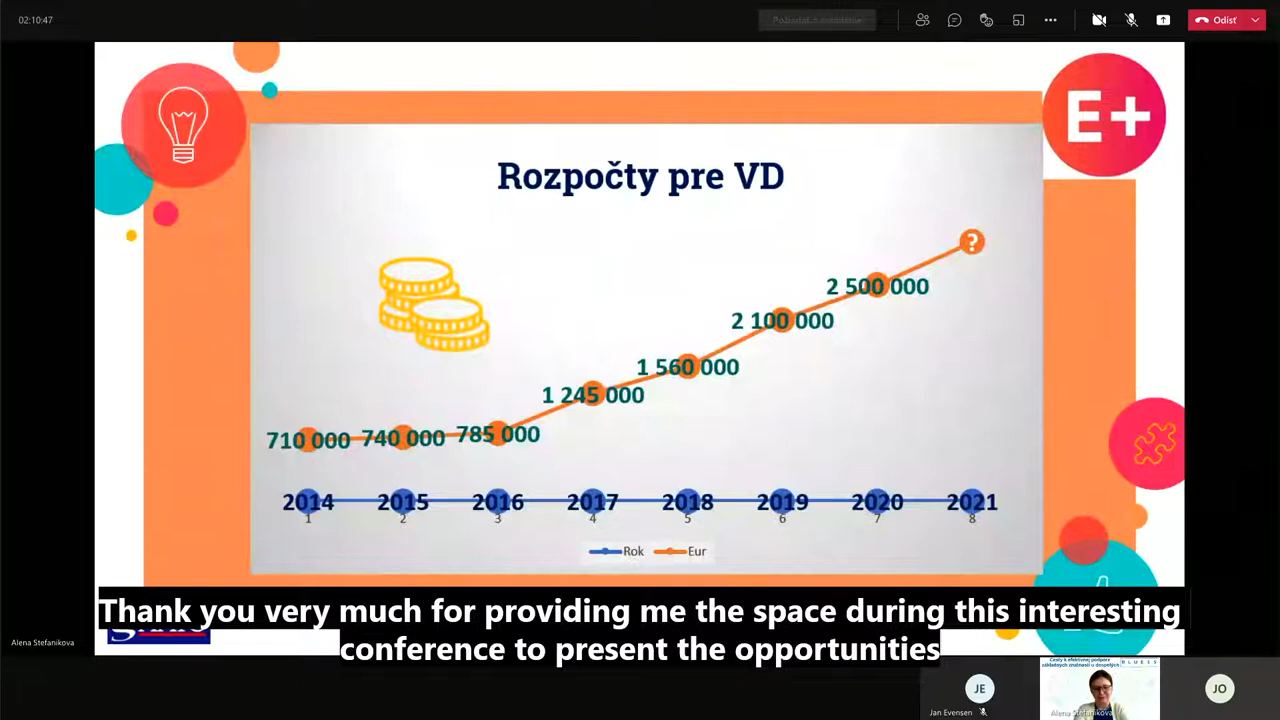 02:10:47
Odísť
E+
Rozpočty pre VD
?
2 500 000
2 100 000
1 560 000
1 245 000
710 000 740 000 785 000
2014 2015 2016 2017 2018 2019 2020 2021
1 2 3 4 5 6 7 8
Rok Eur
Thank you very much for providing me the space during this interesting
conference to present the opportunities
Alena Stefanikova
BLUESS
JE
JO
Jan Evensen
Alena Stefanikova